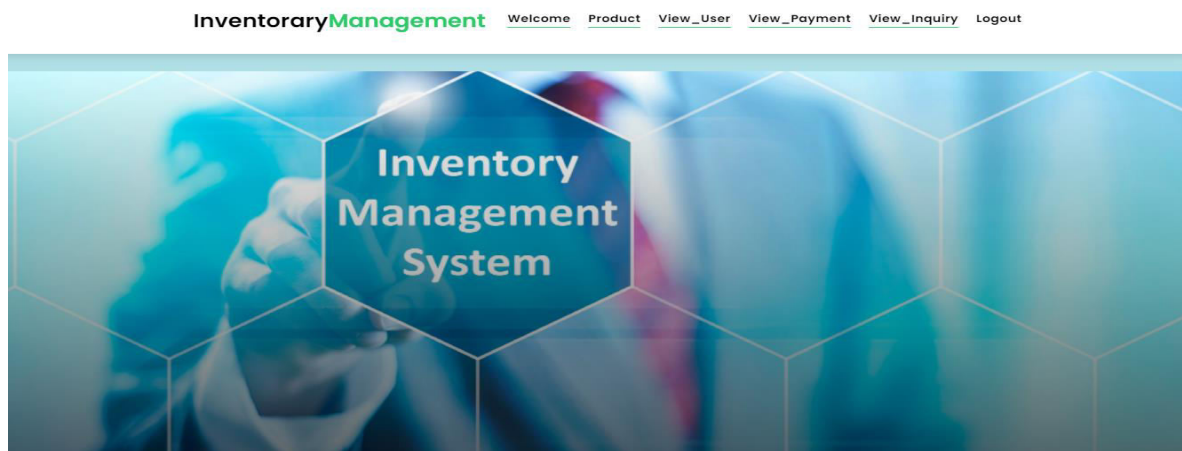 InventoraryManagement Welcome Product View_User View_Payment View_Inquiry Logout
Inventory
Management
System